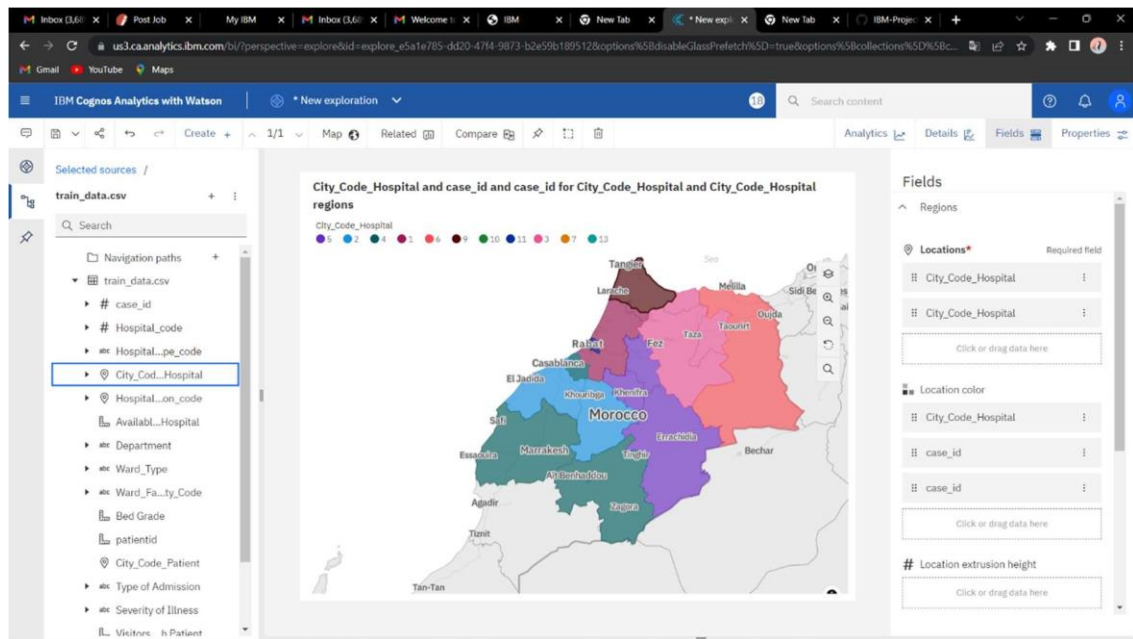 Inbox (3,68
Post Job
My IBM
Inbox (3,68
Welcome t
IBM
New Tab
* New expl
New Tab
IBM-Projec
us3.ca.analytics.ibm.com/bi/?perspective=explore&id=explore_e5a1e785-dd20-47f4-9873-b2e59b189512&options%5BdisableGlassPrefetch%5D=true&options%5Bcollections%5D%5Bc...
Gmail
YouTube
Maps
IBM Cognos Analytics with Watson
* New exploration
18
Search content
Create +
1/1
Map
Related
Compare
Analytics
Details
Fields
Properties
Selected sources /
train_data.csv
Search
Navigation paths
train_data.csv
case_id
Hospital_code
Hospital...pe_code
City_Cod...Hospital
Hospital...on_code
Availabl...Hospital
Department
Ward_Type
Ward_Fa...ty_Code
Bed Grade
patientid
City_Code_Patient
Type of Admission
Severity of Illness
Visitors...h Patient
City_Code_Hospital and case_id and case_id for City_Code_Hospital and City_Code_Hospital
regions
City_Code_Hospital
5 2 4 1 6 9 10 11 3 7 13
Sea
Tangier
Larache
Melilla
Sidi Be
Oujda
Taourirt
Taza
Fez
Rabat
Casablanca
El Jadida
Khouribga
Khenifra
Safi
Morocco
Errachidia
Essaouira
Marrakesh
Tinghir
Bechar
Aït Benhaddou
Agadir
Zagora
Tiznit
Tan-Tan
Fields
Regions
Locations*
Required field
City_Code_Hospital
City_Code_Hospital
Click or drag data here
Location color
City_Code_Hospital
case_id
case_id
Click or drag data here
Location extrusion height
Click or drag data here